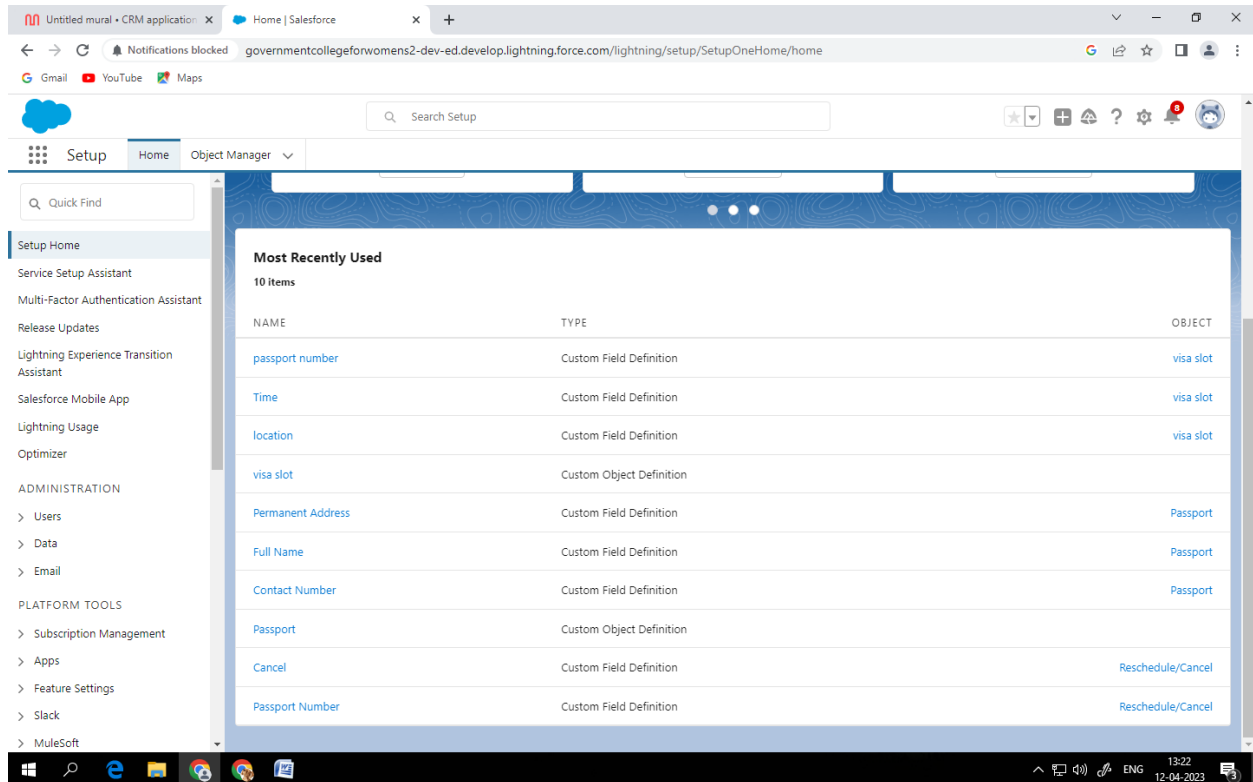 Untitled mural • CRM application
Home | Salesforce
Notifications blocked
governmentcollegeforwomens2-dev-ed.develop.lightning.force.com/lightning/setup/SetupOneHome/home
Gmail
YouTube
Maps
Search Setup
8
Setup
Home
Object Manager
Quick Find
Setup Home
Service Setup Assistant
Multi-Factor Authentication Assistant
Release Updates
Lightning Experience Transition
Assistant
Salesforce Mobile App
Lightning Usage
Optimizer
ADMINISTRATION
Users
Data
Email
PLATFORM TOOLS
Subscription Management
Apps
Feature Settings
Slack
MuleSoft
Most Recently Used
10 items
NAME TYPE OBJECT
passport number Custom Field Definition visa slot
Time Custom Field Definition visa slot
location Custom Field Definition visa slot
visa slot Custom Object Definition
Permanent Address Custom Field Definition Passport
Full Name Custom Field Definition Passport
Contact Number Custom Field Definition Passport
Passport Custom Object Definition
Cancel Custom Field Definition Reschedule/Cancel
Passport Number Custom Field Definition Reschedule/Cancel
ENG
13:22
12-04-2023
3